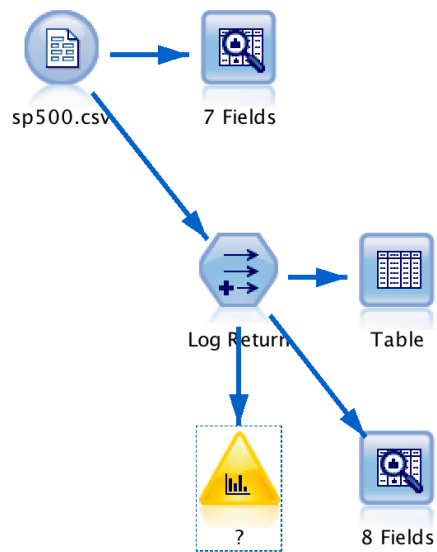 sp500.csv
7 Fields
Log Return
Table
?
8 Fields